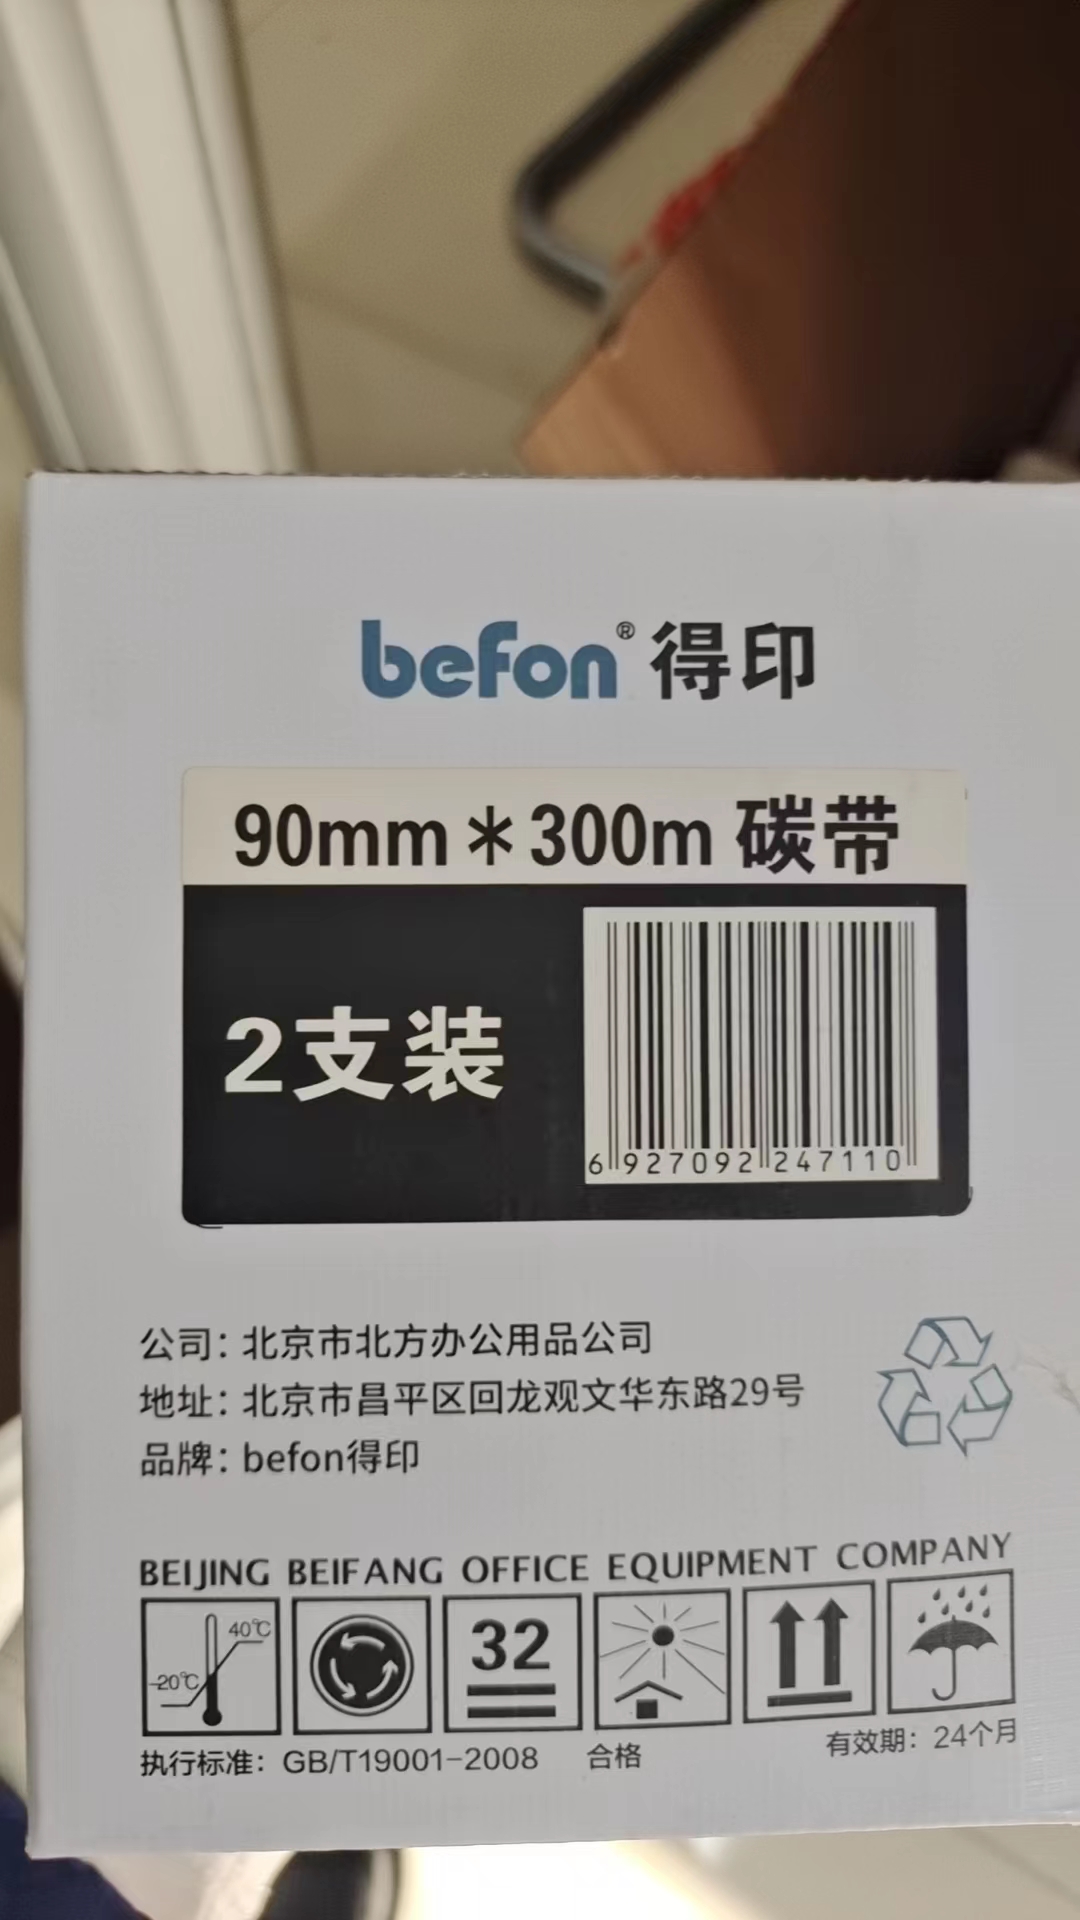 befon® 得印
90mm*300m 碳带
2支装
6 927092 247110
公司：北京市北方办公用品公司
地址：北京市昌平区回龙观文华东路29号
品牌：befon得印
BEIJING BEIFANG OFFICE EQUIPMENT COMPANY
40℃
-20℃
32
执行标准：GB/T19001-2008 合格 有效期：24个月